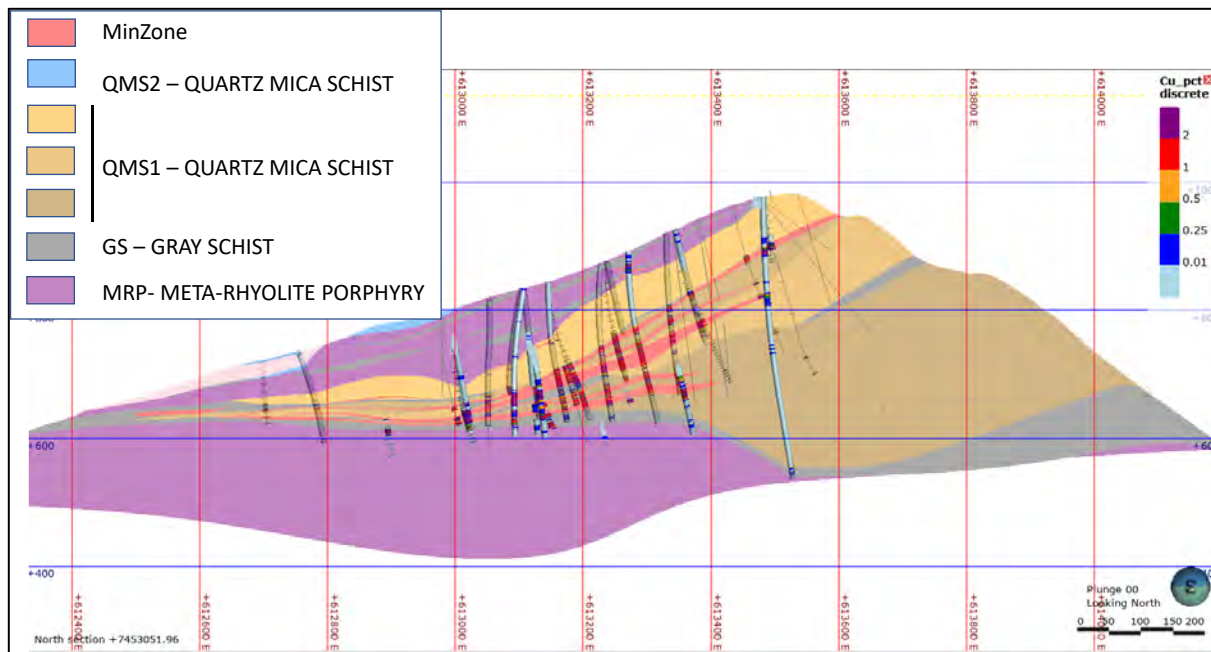 MinZone
QMS2 – QUARTZ MICA SCHIST
QMS1 – QUARTZ MICA SCHIST
GS – GRAY SCHIST
MRP- META-RHYOLITE PORPHYRY
Cu_pct
discrete
2
1
0.5
0.25
0.01
+613000 E
+613200 E
+613400 E
+613600 E
+613800 E
+614000 E
+600
+400
+612400 E
+612600 E
+612800 E
+613000 E
+613200 E
+613400 E
+613600 E
+613800 E
Plunge 00
Looking North
0 50 100 150 200
North section +7453051.96